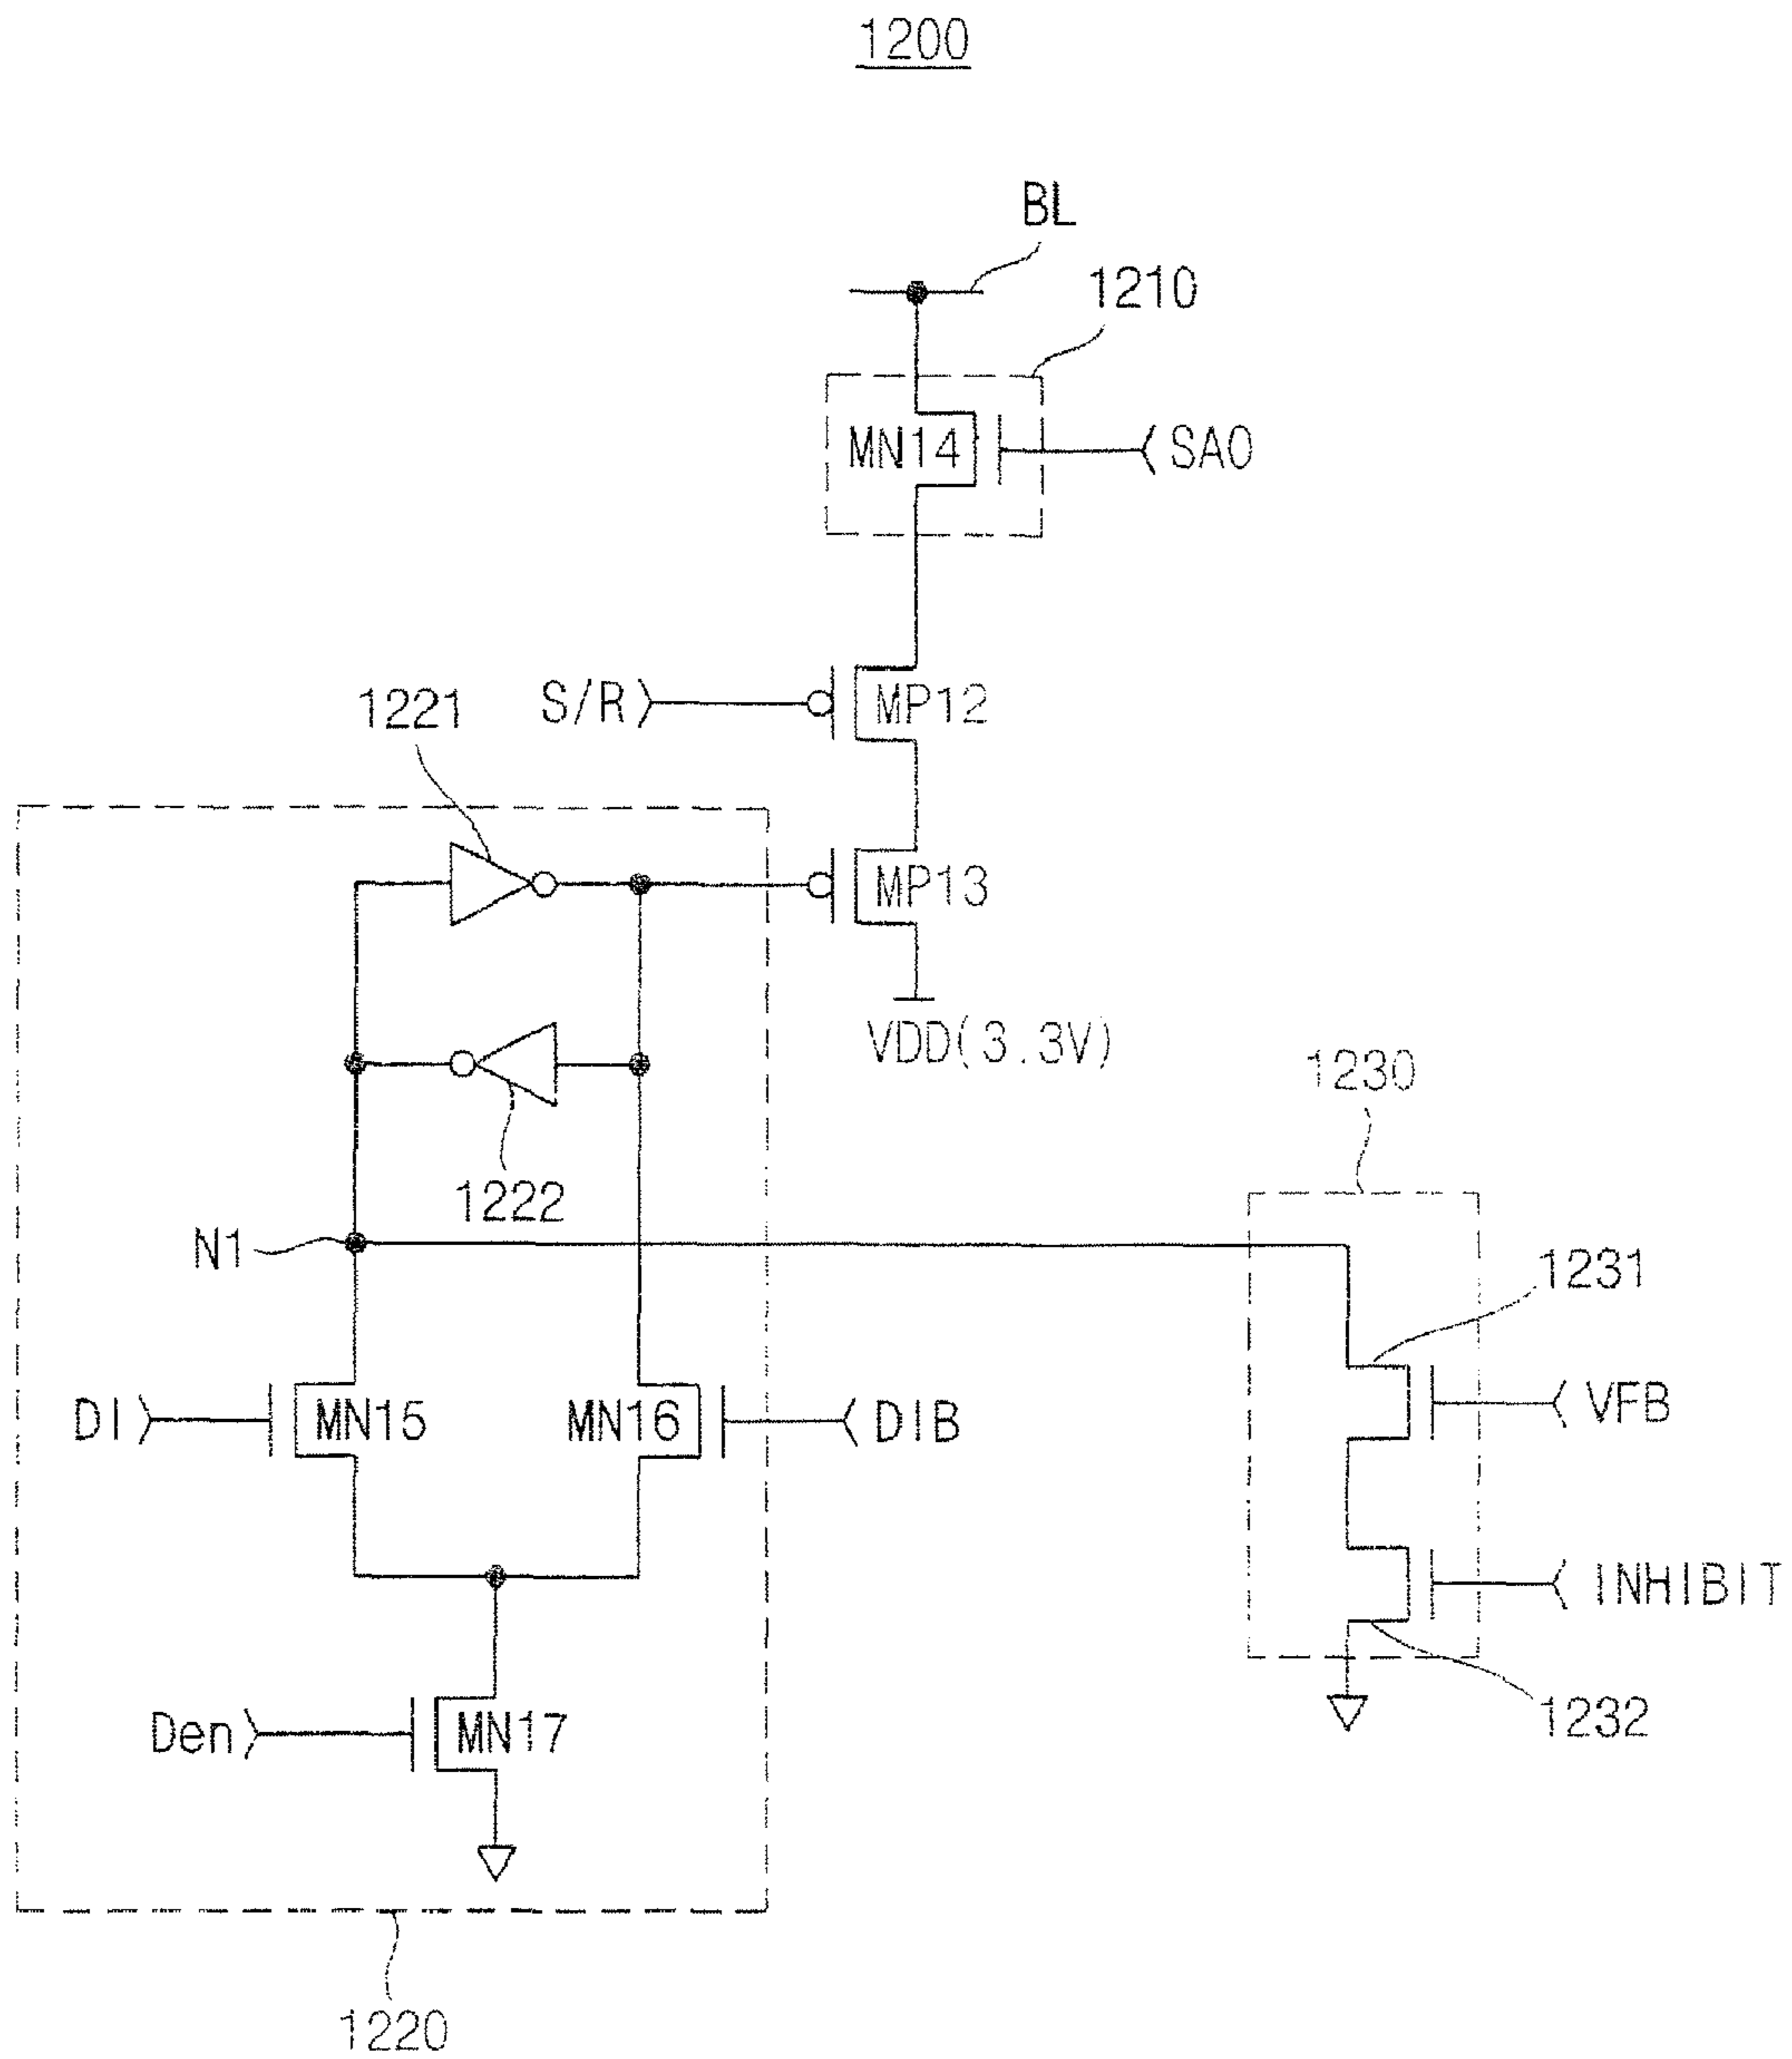 1200
BL
1210
MN14
SAO
S/R
MP12
1221
MP13
VDD(3.3V)
1222
1230
N1
1231
DI
MN15
MN16
DIB
VFB
INHIBIT
Den
MN17
1232
1220